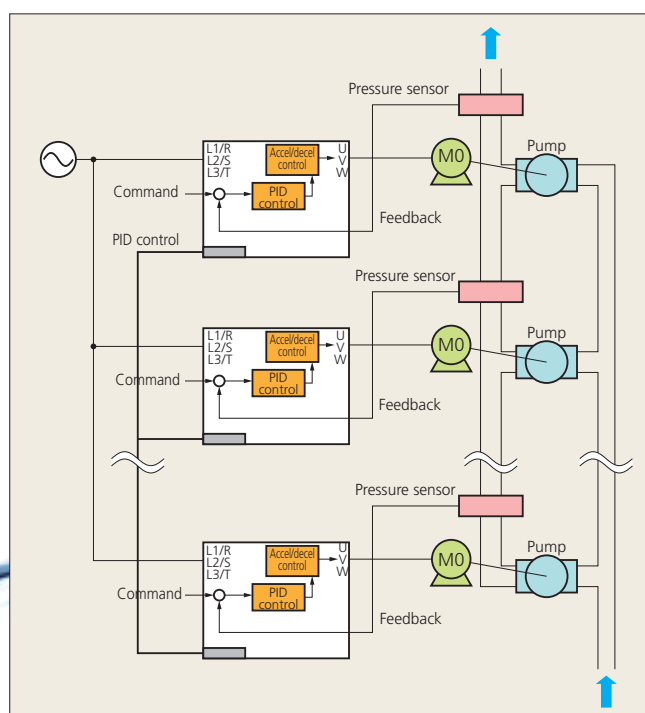 Pressure sensor
L1/R
L2/S
L3/T
Accel/decel
control
U
V
W
M0
Pump
Command
PID
control
Feedback
PID control
Pressure sensor
L1/R
L2/S
L3/T
Accel/decel
control
U
V
W
M0
Pump
Command
PID
control
Feedback
Pressure sensor
L1/R
L2/S
L3/T
Accel/decel
control
U
V
W
M0
Pump
Command
PID
control
Feedback